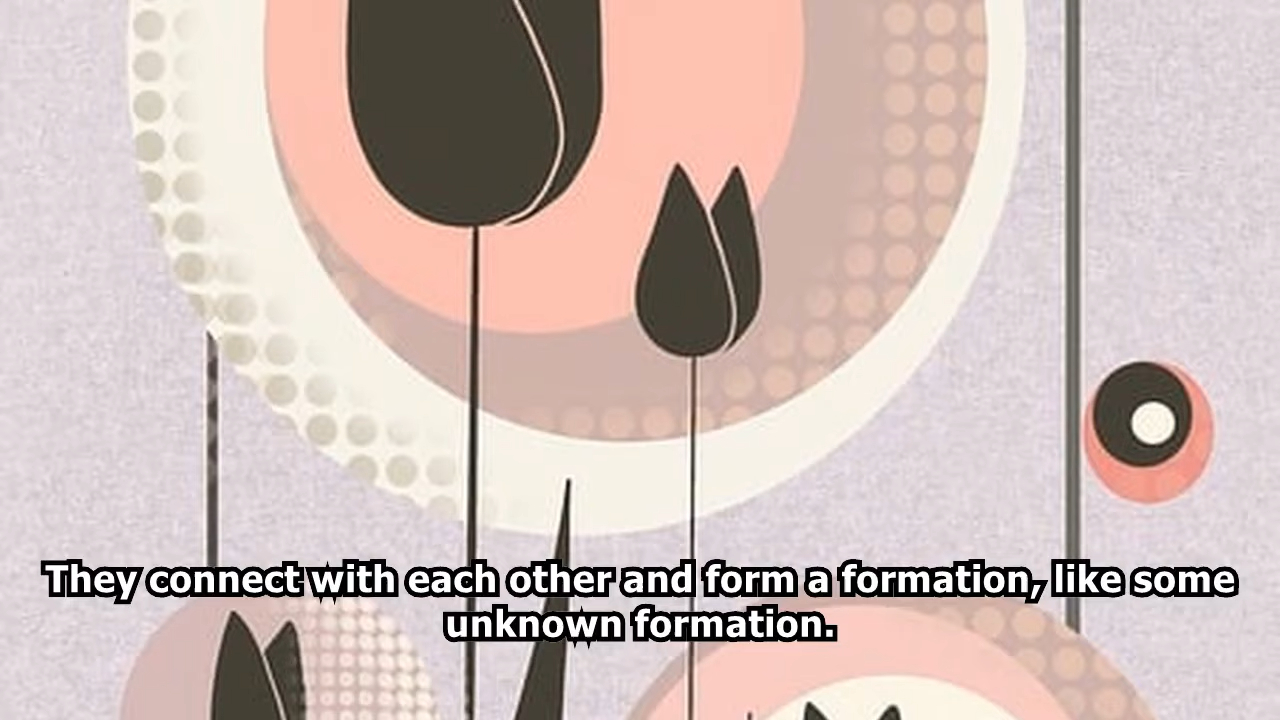 They connect with each other and form a formation, like some
unknown formation.